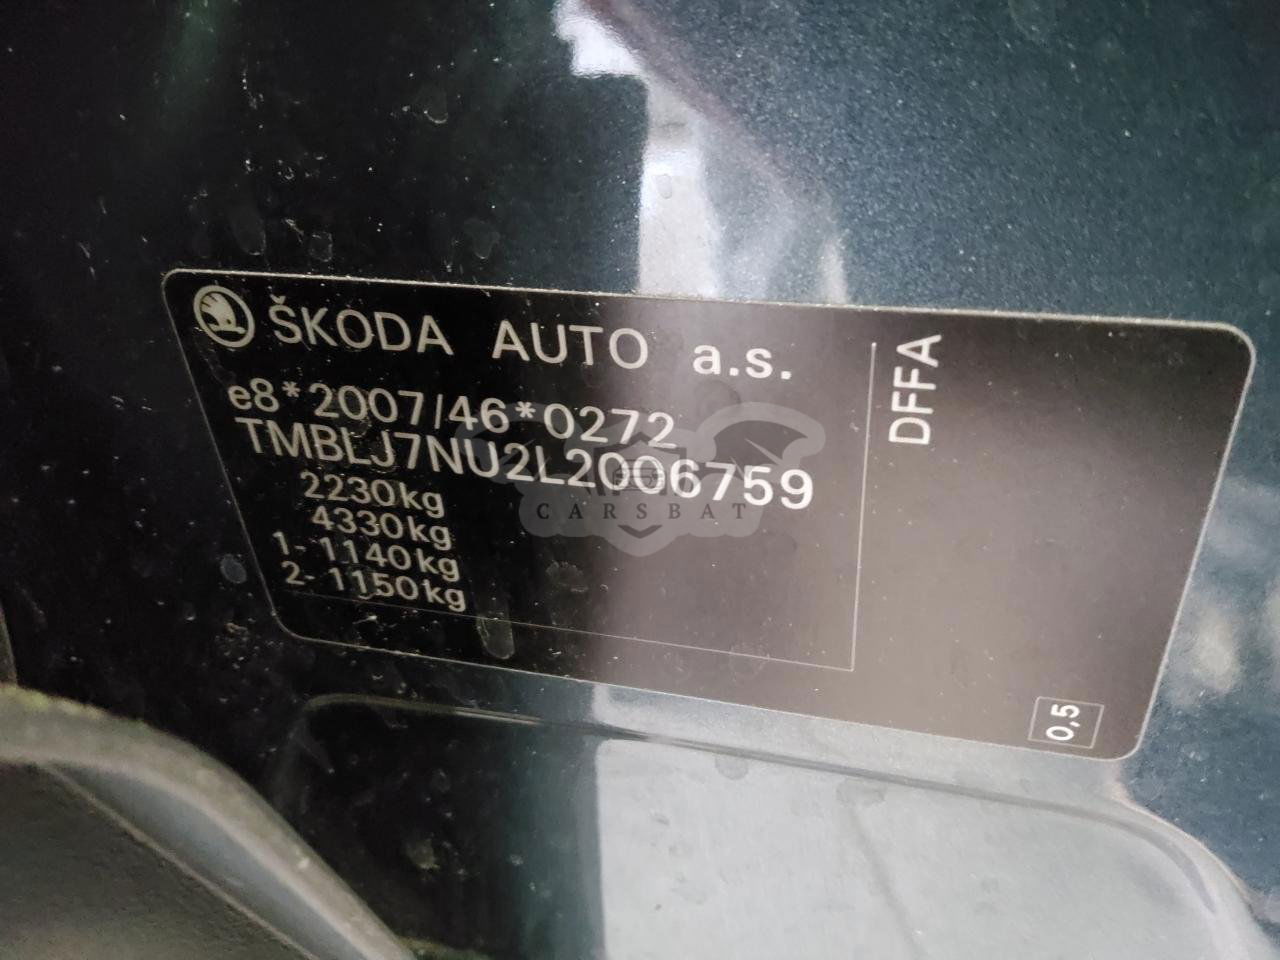 ŠKODA AUTO a.s.
e8*2007/46*0272
TMBLJ7NU2L2006759
2230kg
4330kg
1- 1140kg
2- 1150kg
DFFA
0,5
CARSBAT